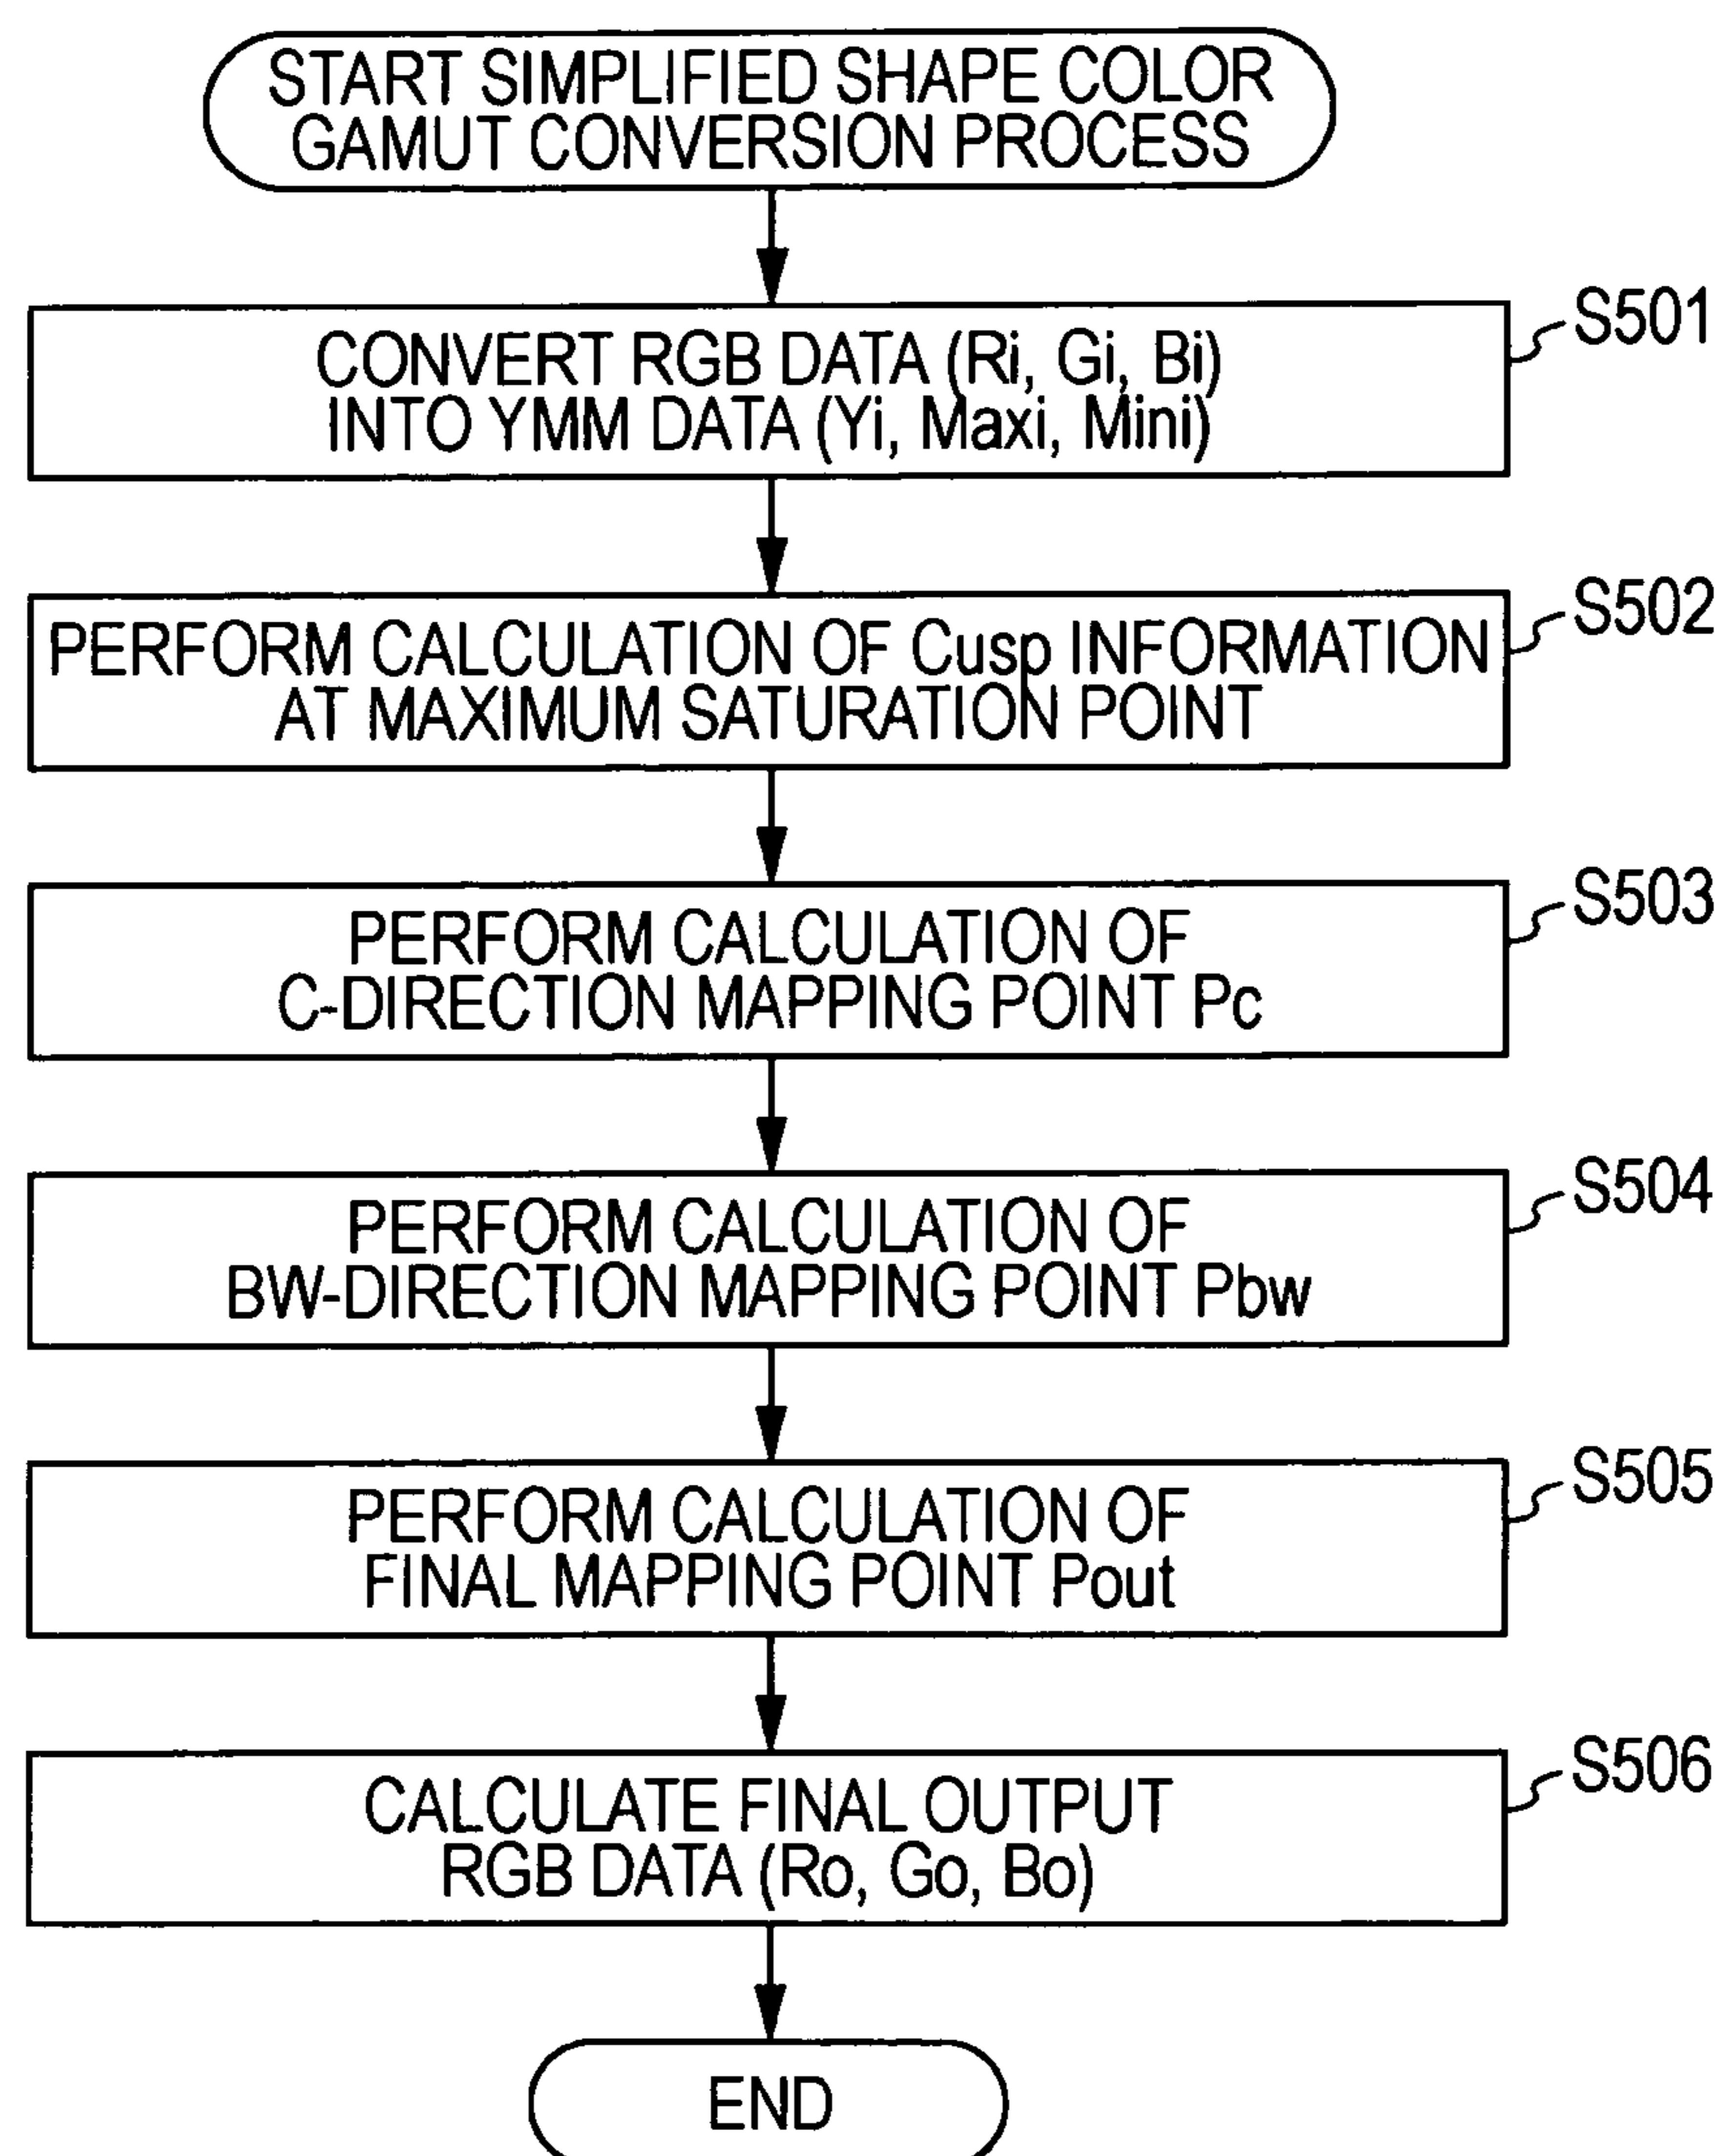 START SIMPLIFIED SHAPE COLOR
GAMUT CONVERSION PROCESS
S501
CONVERT RGB DATA (Ri, Gi, Bi)
INTO YMM DATA (Yi, Maxi, Mini)
S502
PERFORM CALCULATION OF Cusp INFORMATION
AT MAXIMUM SATURATION POINT
S503
PERFORM CALCULATION OF
C-DIRECTION MAPPING POINT Pc
S504
PERFORM CALCULATION OF
BW-DIRECTION MAPPING POINT Pbw
S505
PERFORM CALCULATION OF
FINAL MAPPING POINT Pout
S506
CALCULATE FINAL OUTPUT
RGB DATA (Ro, Go, Bo)
END